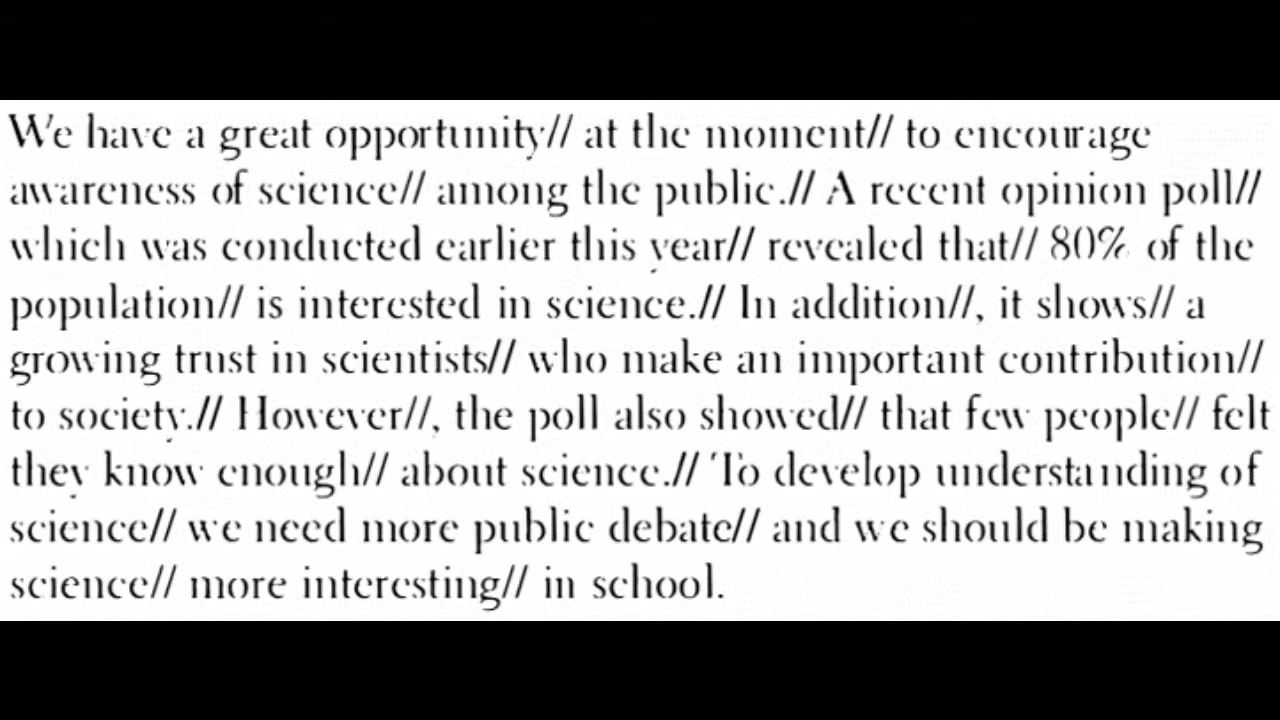 We have a great opportunity// at the moment// to encourage
awareness of science// among the public.// A recent opinion poll//
which was conducted earlier this year// revealed that// 80% of the
population// is interested in science.// In addition//, it shows// a
growing trust in scientists// who make an important contribution//
to society.// However//, the poll also showed// that few people// felt
they know enough// about science.// To develop understanding of
science// we need more public debate// and we should be making
science// more interesting// in school.